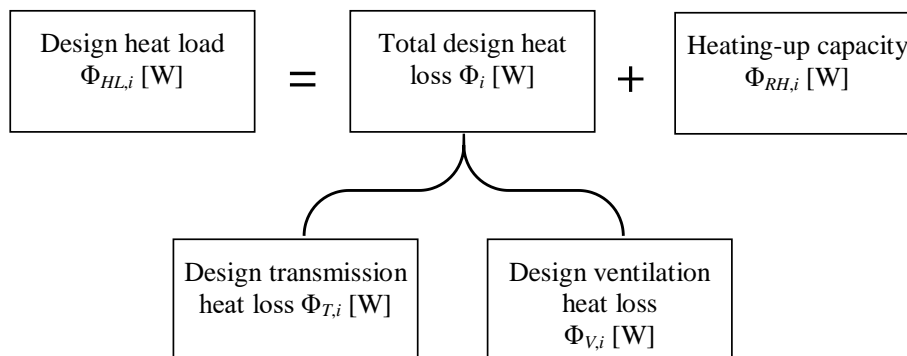 Design heat load
Φ_HL,i [W]
=
Total design heat
loss Φ_i [W]
+
Heating-up capacity
Φ_RH,i [W]
Design transmission
heat loss Φ_T,i [W]
Design ventilation
heat loss
Φ_V,i [W]